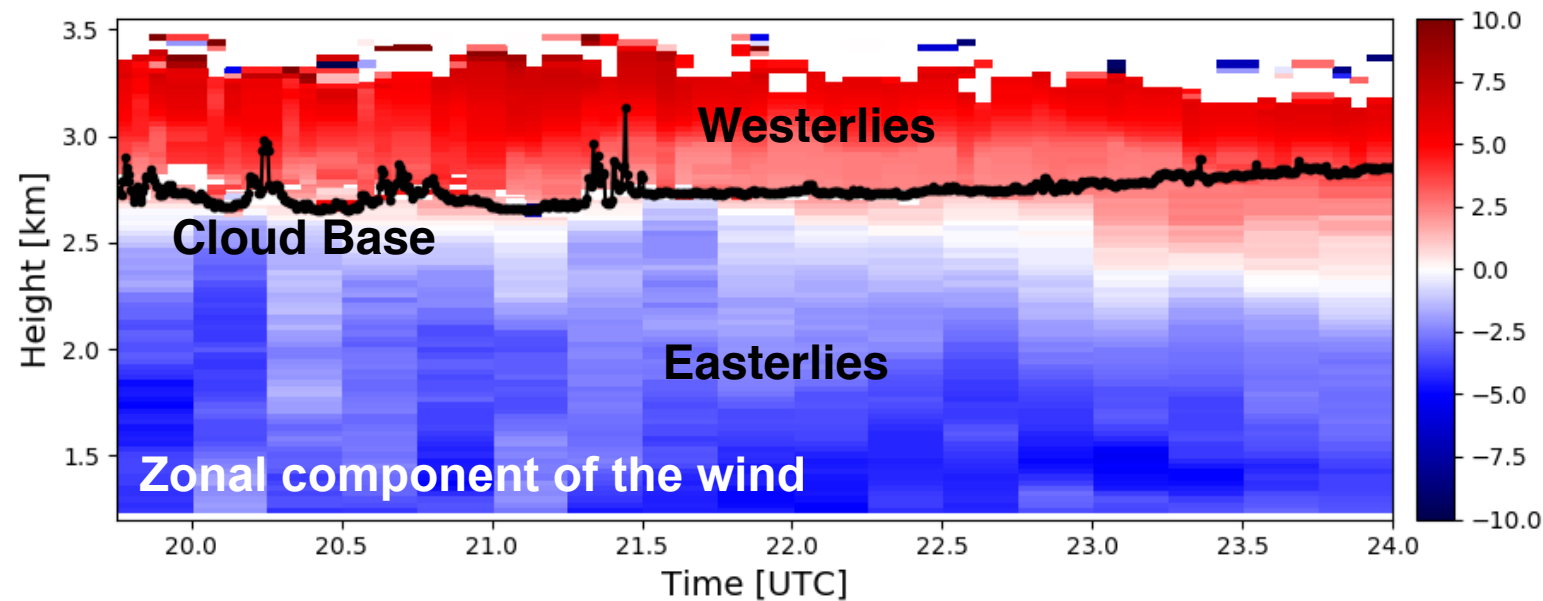 3.5
3.0
2.5
2.0
1.5
Height [km]
Westerlies
Cloud Base
Easterlies
Zonal component of the wind
20.0 20.5 21.0 21.5 22.0 22.5 23.0 23.5 24.0
Time [UTC]
10.0
7.5
5.0
2.5
0.0
−2.5
−5.0
−7.5
−10.0